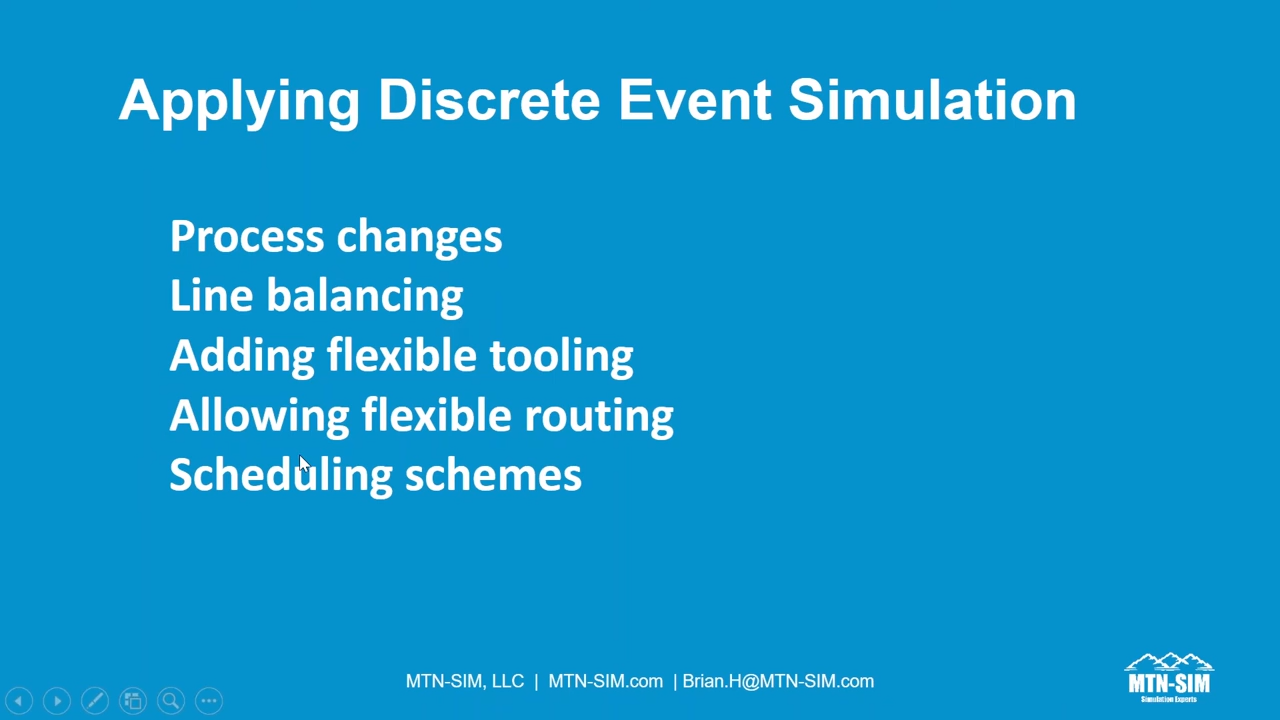 Applying Discrete Event Simulation
Process changes
Line balancing
Adding flexible tooling
Allowing flexible routing
Scheduling schemes
MTN-SIM, LLC | MTN-SIM.com | Brian.H@MTN-SIM.com
MTN-SIM
Simulation Experts